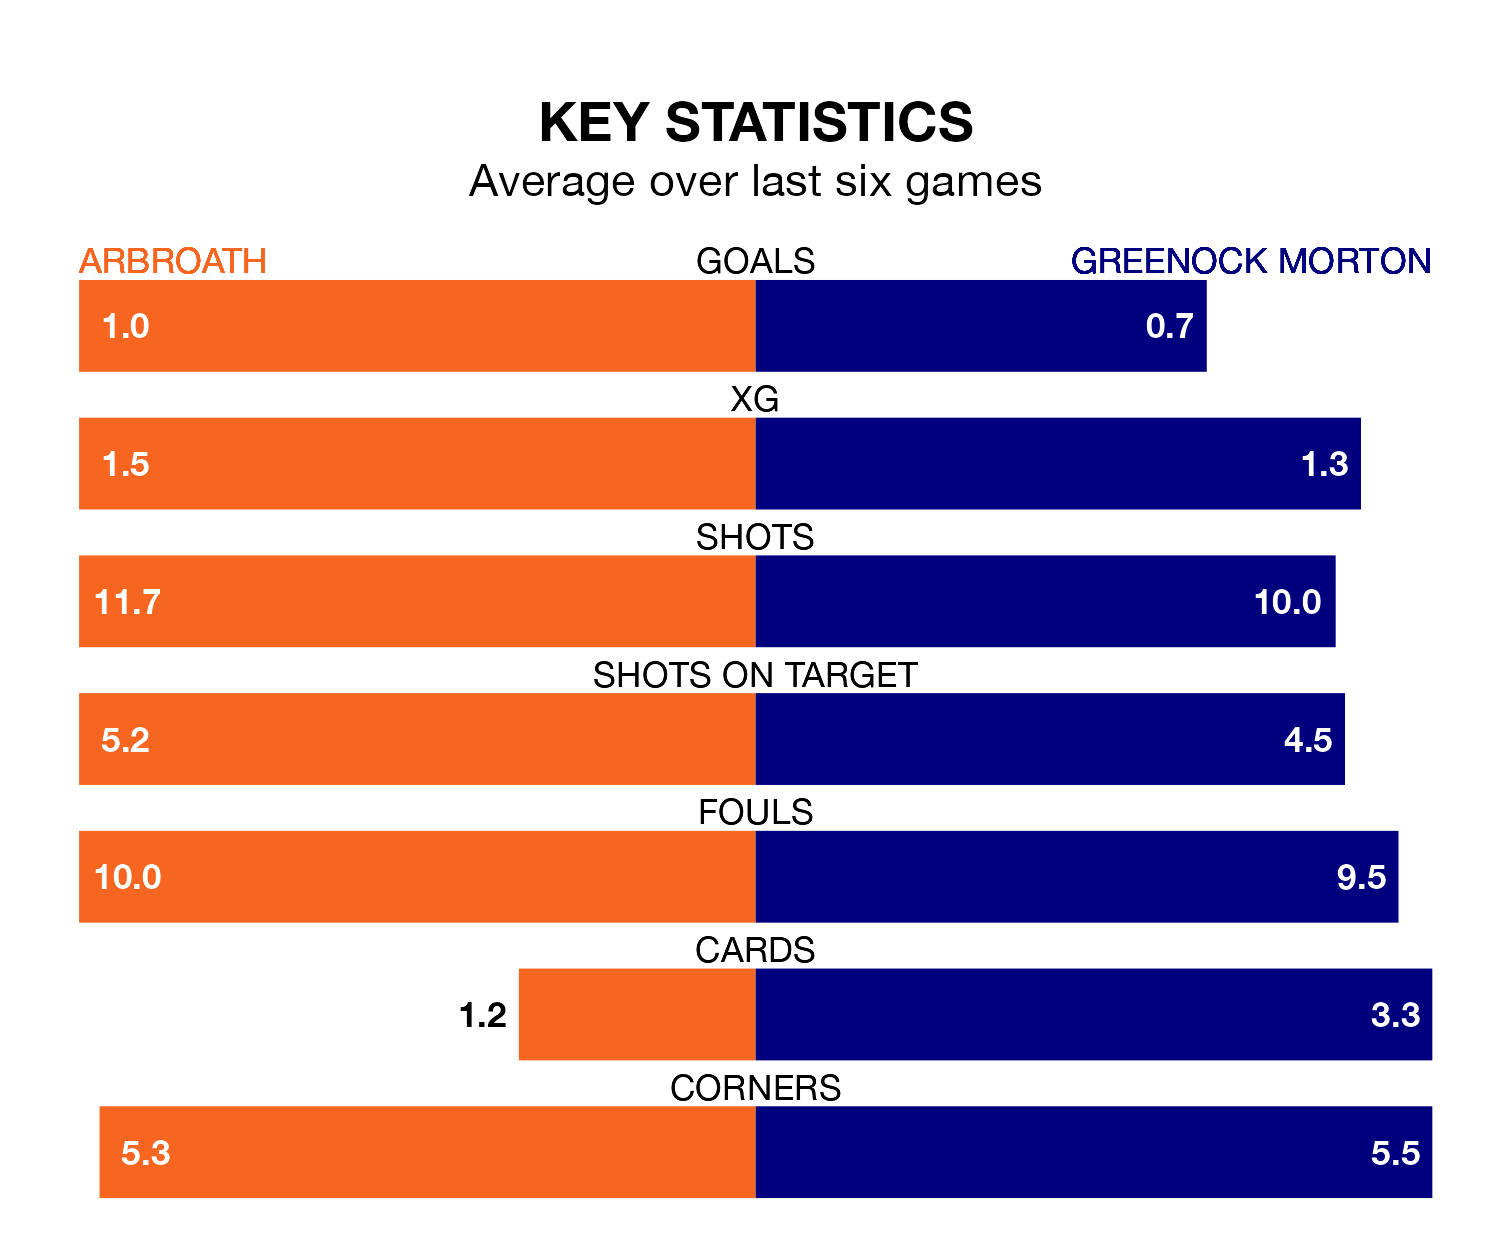 KEY STATISTICS
Average over last six games
ARBROATH GOALS GREENOCK MORTON
1.0 0.7
XG
1.5 1.3
SHOTS
11.7 10.0
SHOTS ON TARGET
5.2 4.5
FOULS
10.0 9.5
CARDS
1.2 3.3
CORNERS
5.3 5.5